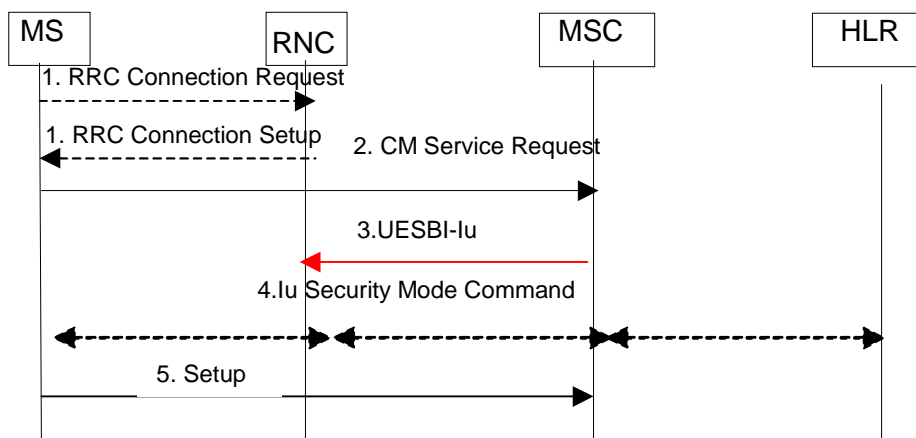 MS
RNC
MSC
HLR
1. RRC Connection Request
1. RRC Connection Setup
2. CM Service Request
3.UESBI-Iu
4.Iu Security Mode Command
5. Setup